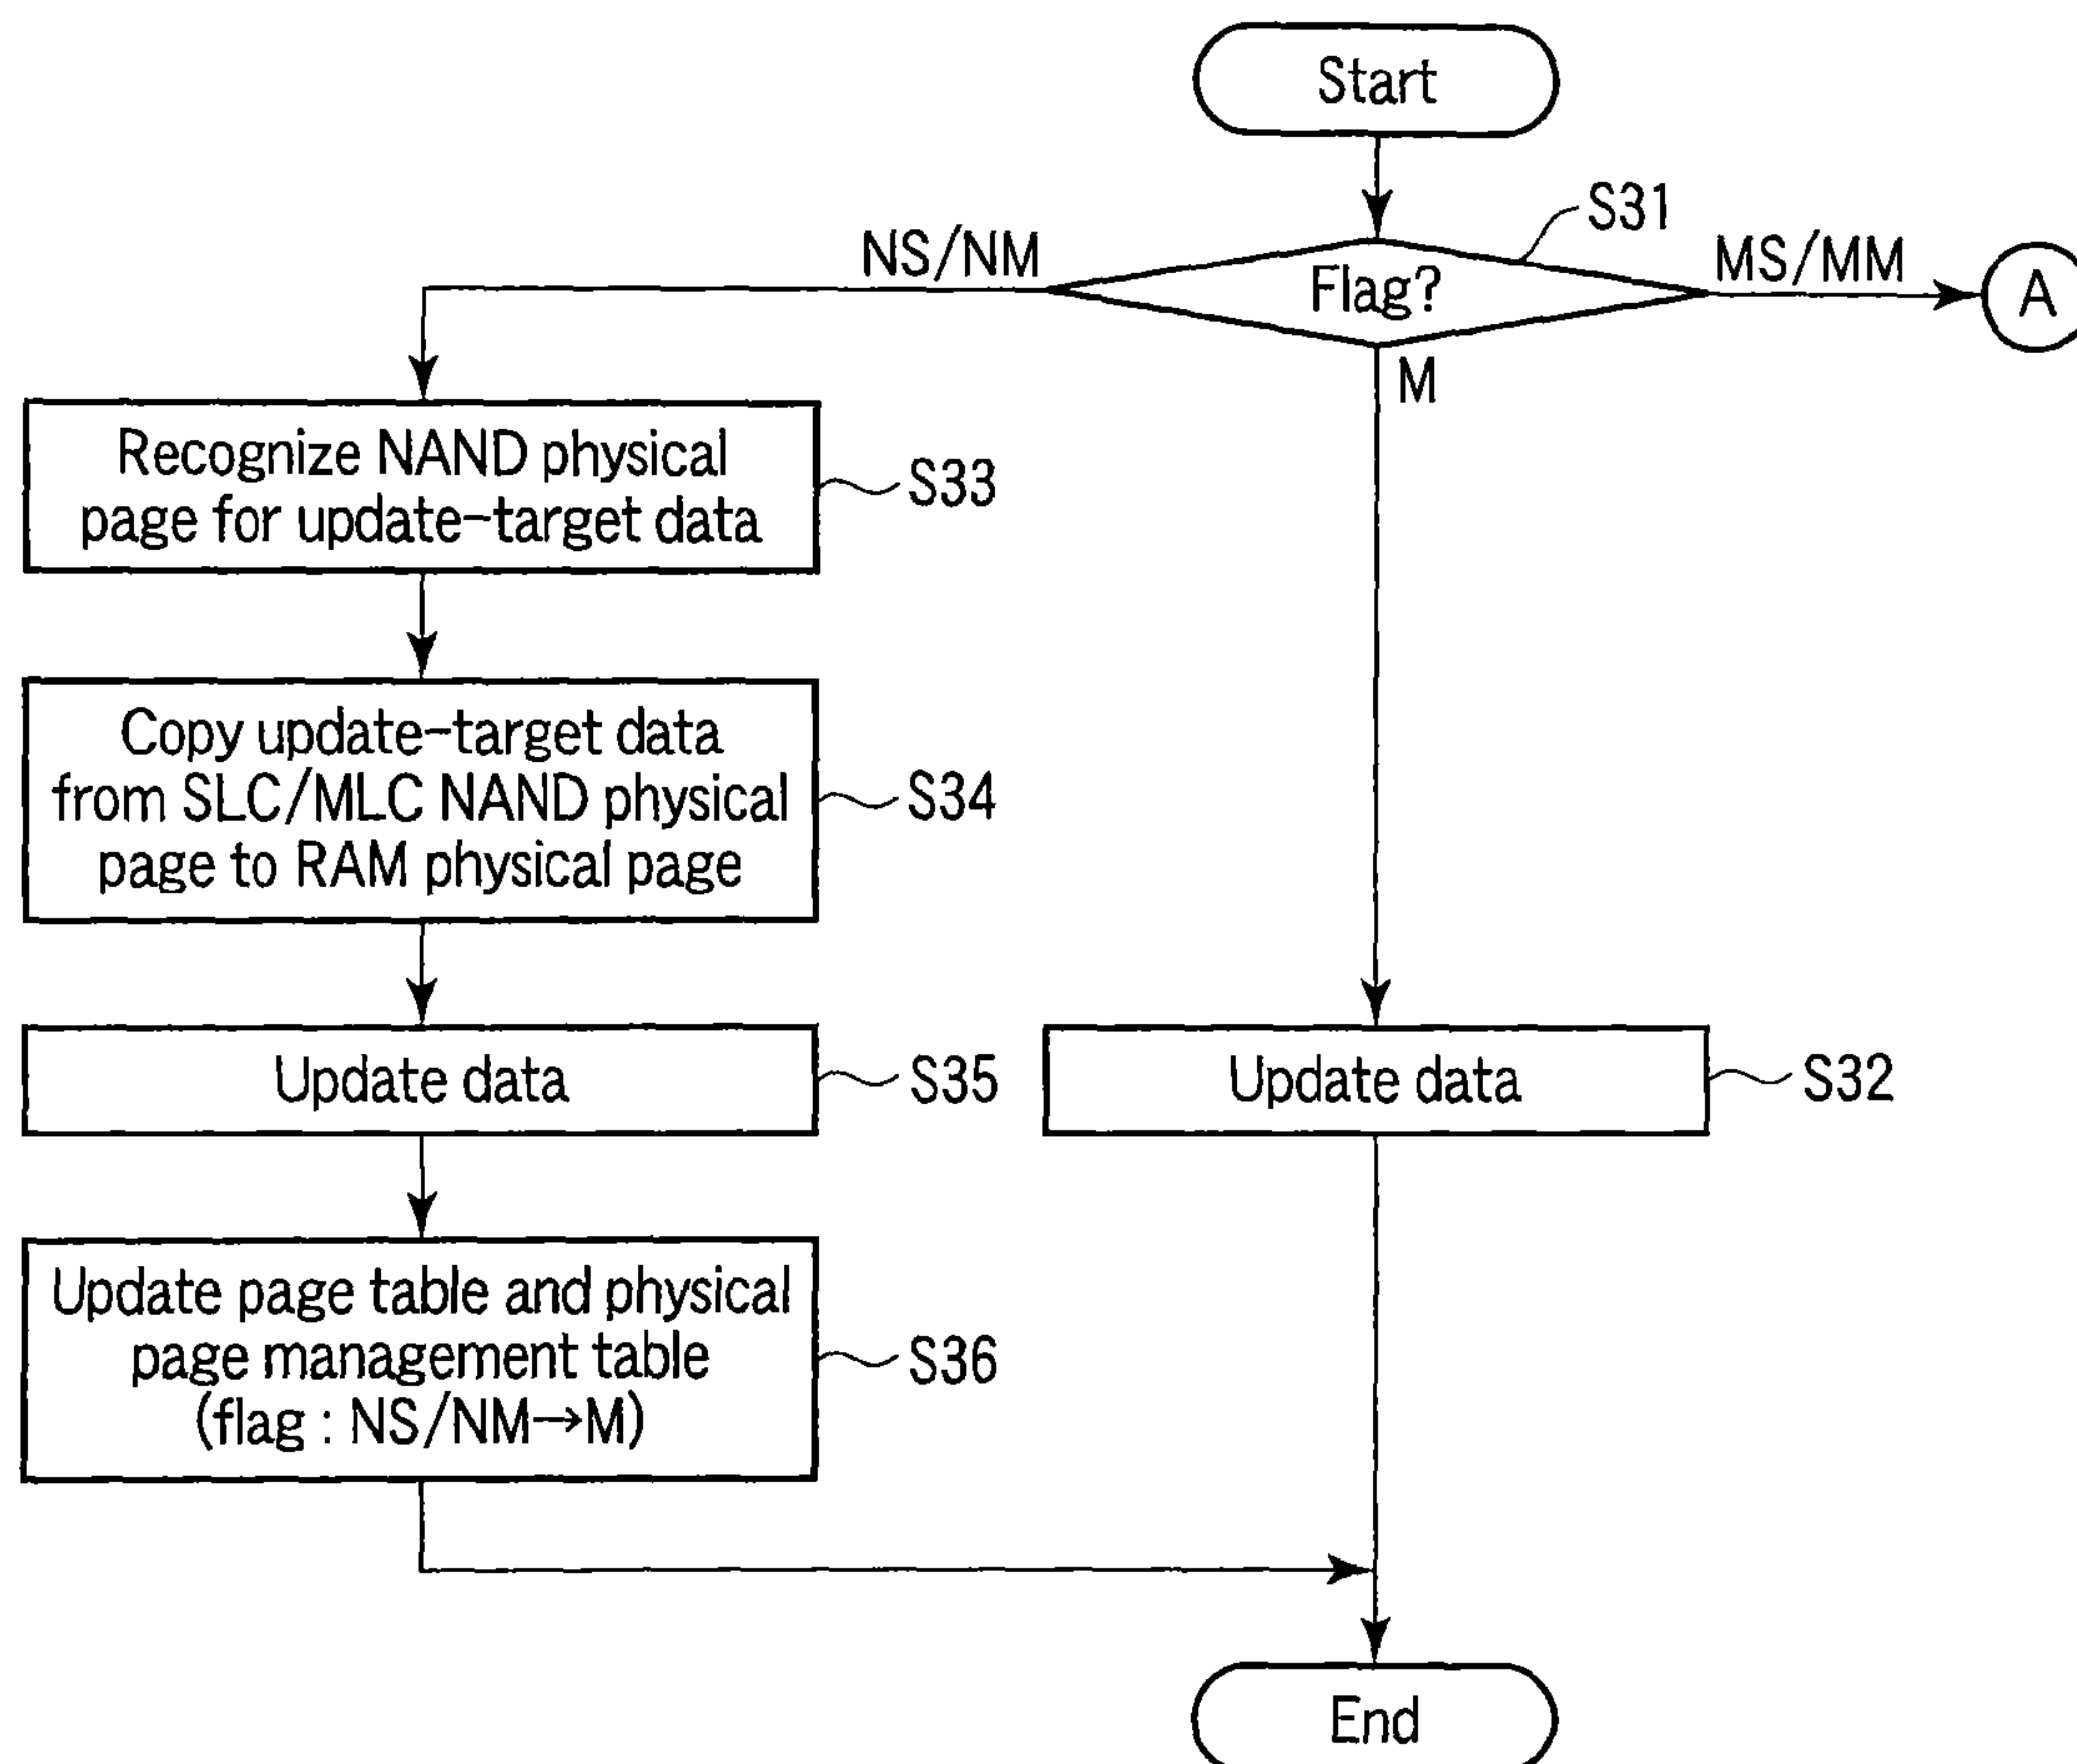 Start
S31
NS/NM
Flag?
MS/MM
A
M
Recognize NAND physical
page for update-target data
S33
Copy update-target data
from SLC/MLC NAND physical
page to RAM physical page
S34
Update data
S35
Update data
S32
Update page table and physical
page management table
(flag : NS/NM→M)
S36
End